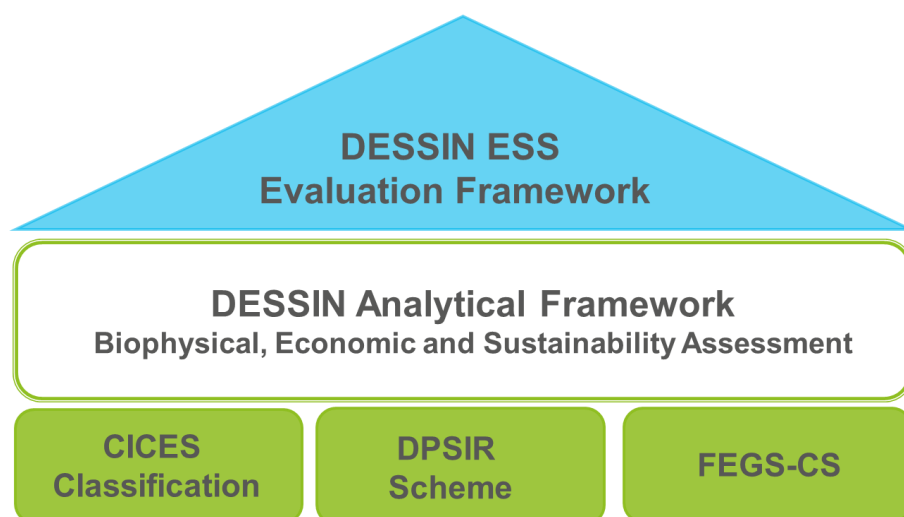 DESSIN ESS
Evaluation Framework
DESSIN Analytical Framework
Biophysical, Economic and Sustainability Assessment
CICES
Classification
DPSIR
Scheme
FEGS-CS